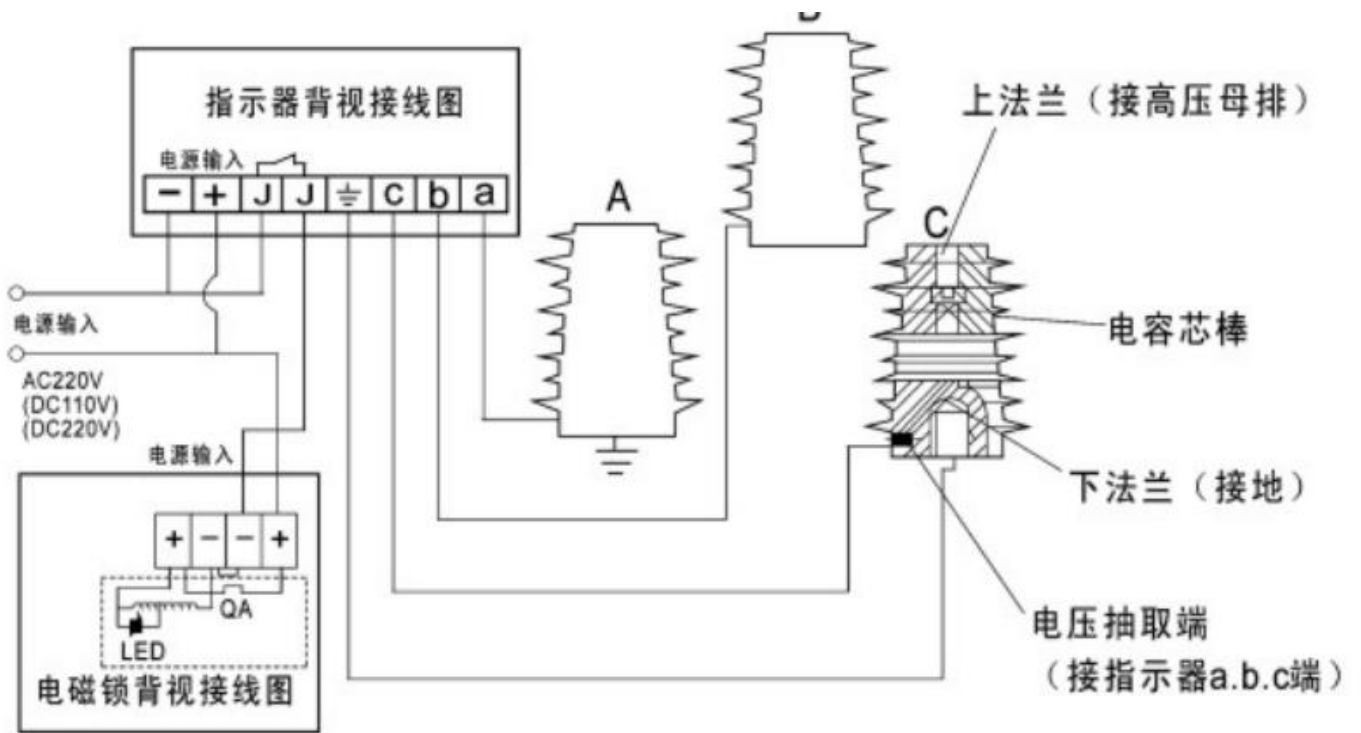 B
指示器背视接线图
上法兰（接高压母排）
电源输入
- + J J c b a
A
C
电源输入
电容芯棒
AC220V
(DC110V)
(DC220V)
电源输入
下法兰（接地）
+ - - +
QA
LED
电压抽取端
（接指示器a.b.c端）
电磁锁背视接线图